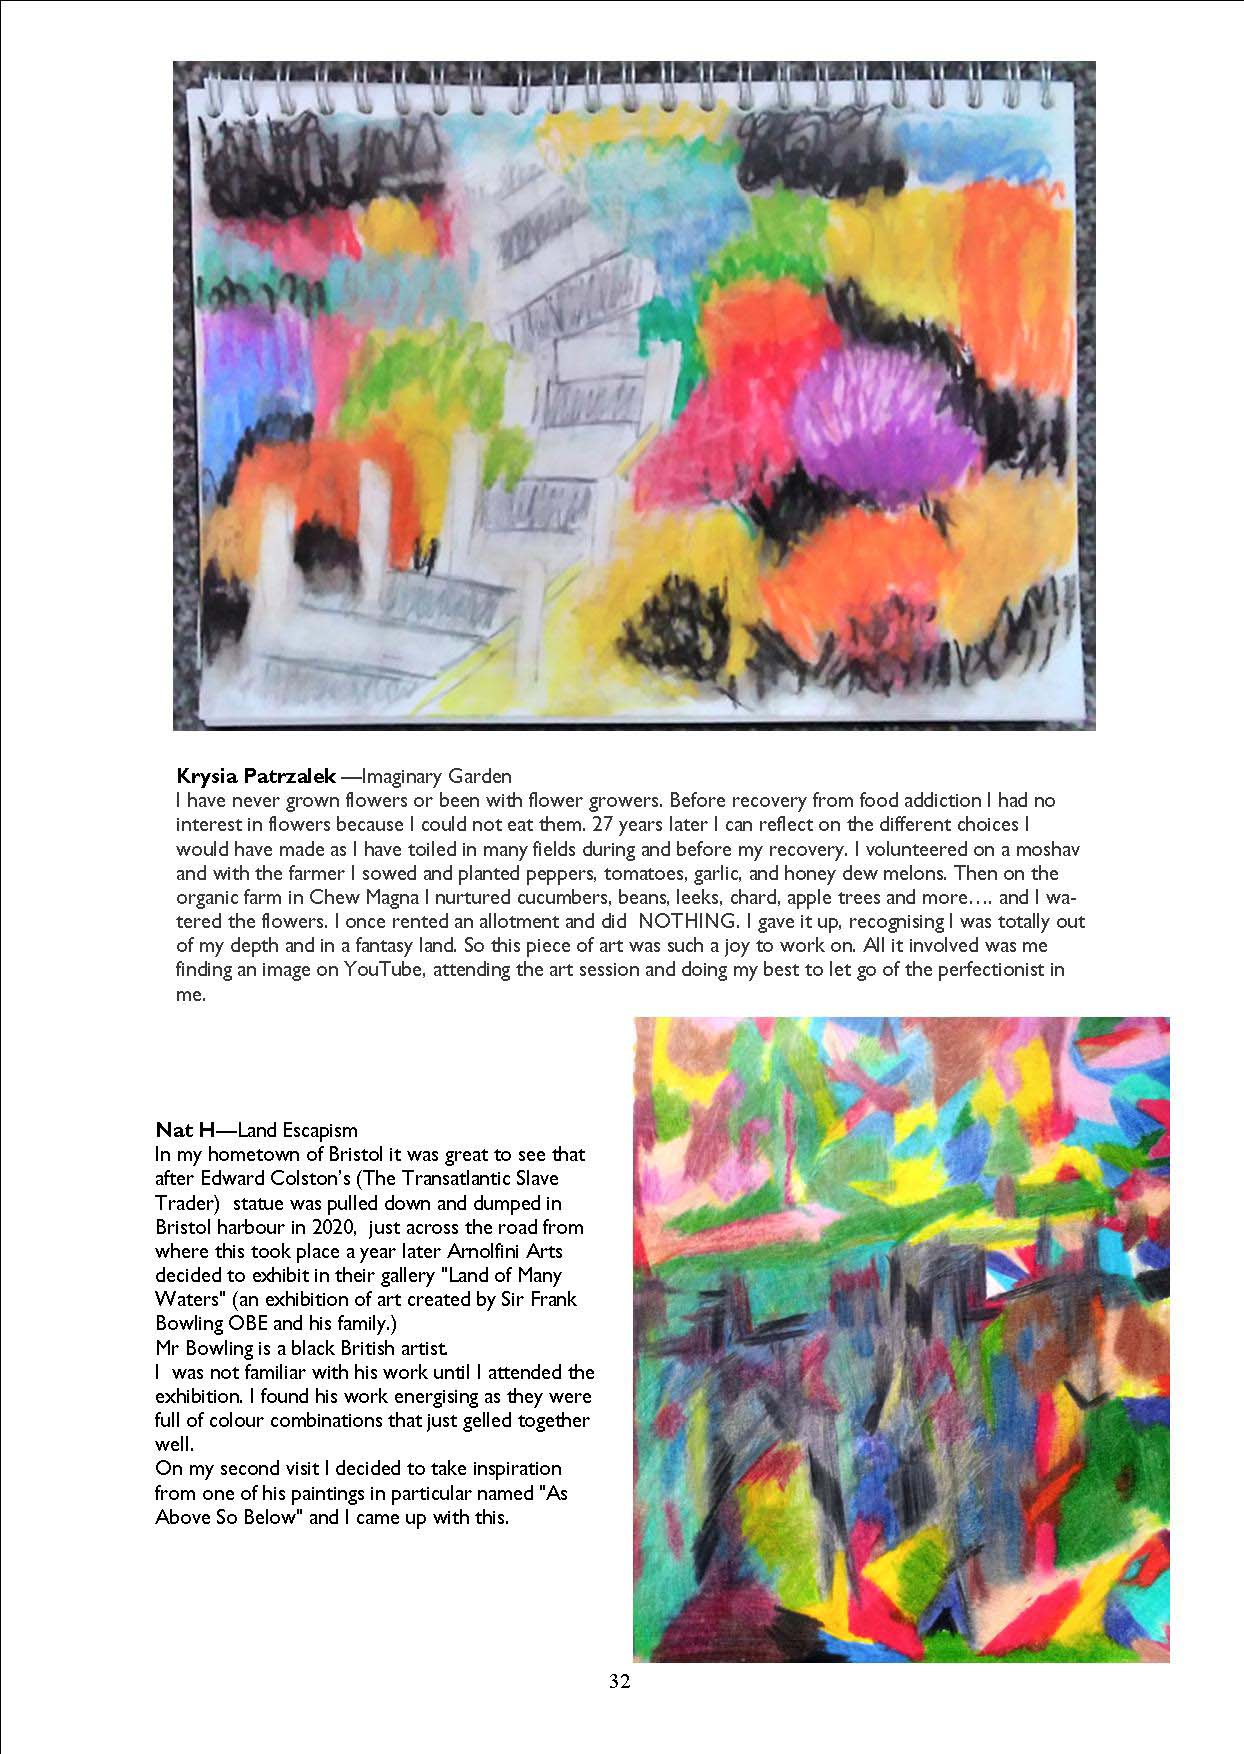 Krysia Patrzalek —Imaginary Garden
I have never grown flowers or been with flower growers. Before recovery from food addiction I had no
interest in flowers because I could not eat them. 27 years later I can reflect on the different choices I
would have made as I have toiled in many fields during and before my recovery. I volunteered on a moshav
and with the farmer I sowed and planted peppers, tomatoes, garlic, and honey dew melons. Then on the
organic farm in Chew Magna I nurtured cucumbers, beans, leeks, chard, apple trees and more…. and I wa-
tered the flowers. I once rented an allotment and did  NOTHING. I gave it up, recognising I was totally out
of my depth and in a fantasy land. So this piece of art was such a joy to work on. All it involved was me
finding an image on YouTube, attending the art session and doing my best to let go of the perfectionist in
me.
Nat H—Land Escapism
In my hometown of Bristol it was great to see that
after Edward Colston's (The Transatlantic Slave
Trader)  statue was pulled down and dumped in
Bristol harbour in 2020,  just across the road from
where this took place a year later Arnolfini Arts
decided to exhibit in their gallery "Land of Many
Waters" (an exhibition of art created by Sir Frank
Bowling OBE and his family.)
Mr Bowling is a black British artist.
I  was not familiar with his work until I attended the
exhibition. I found his work energising as they were
full of colour combinations that just gelled together
well.
On my second visit I decided to take inspiration
from one of his paintings in particular named "As
Above So Below" and I came up with this.
32